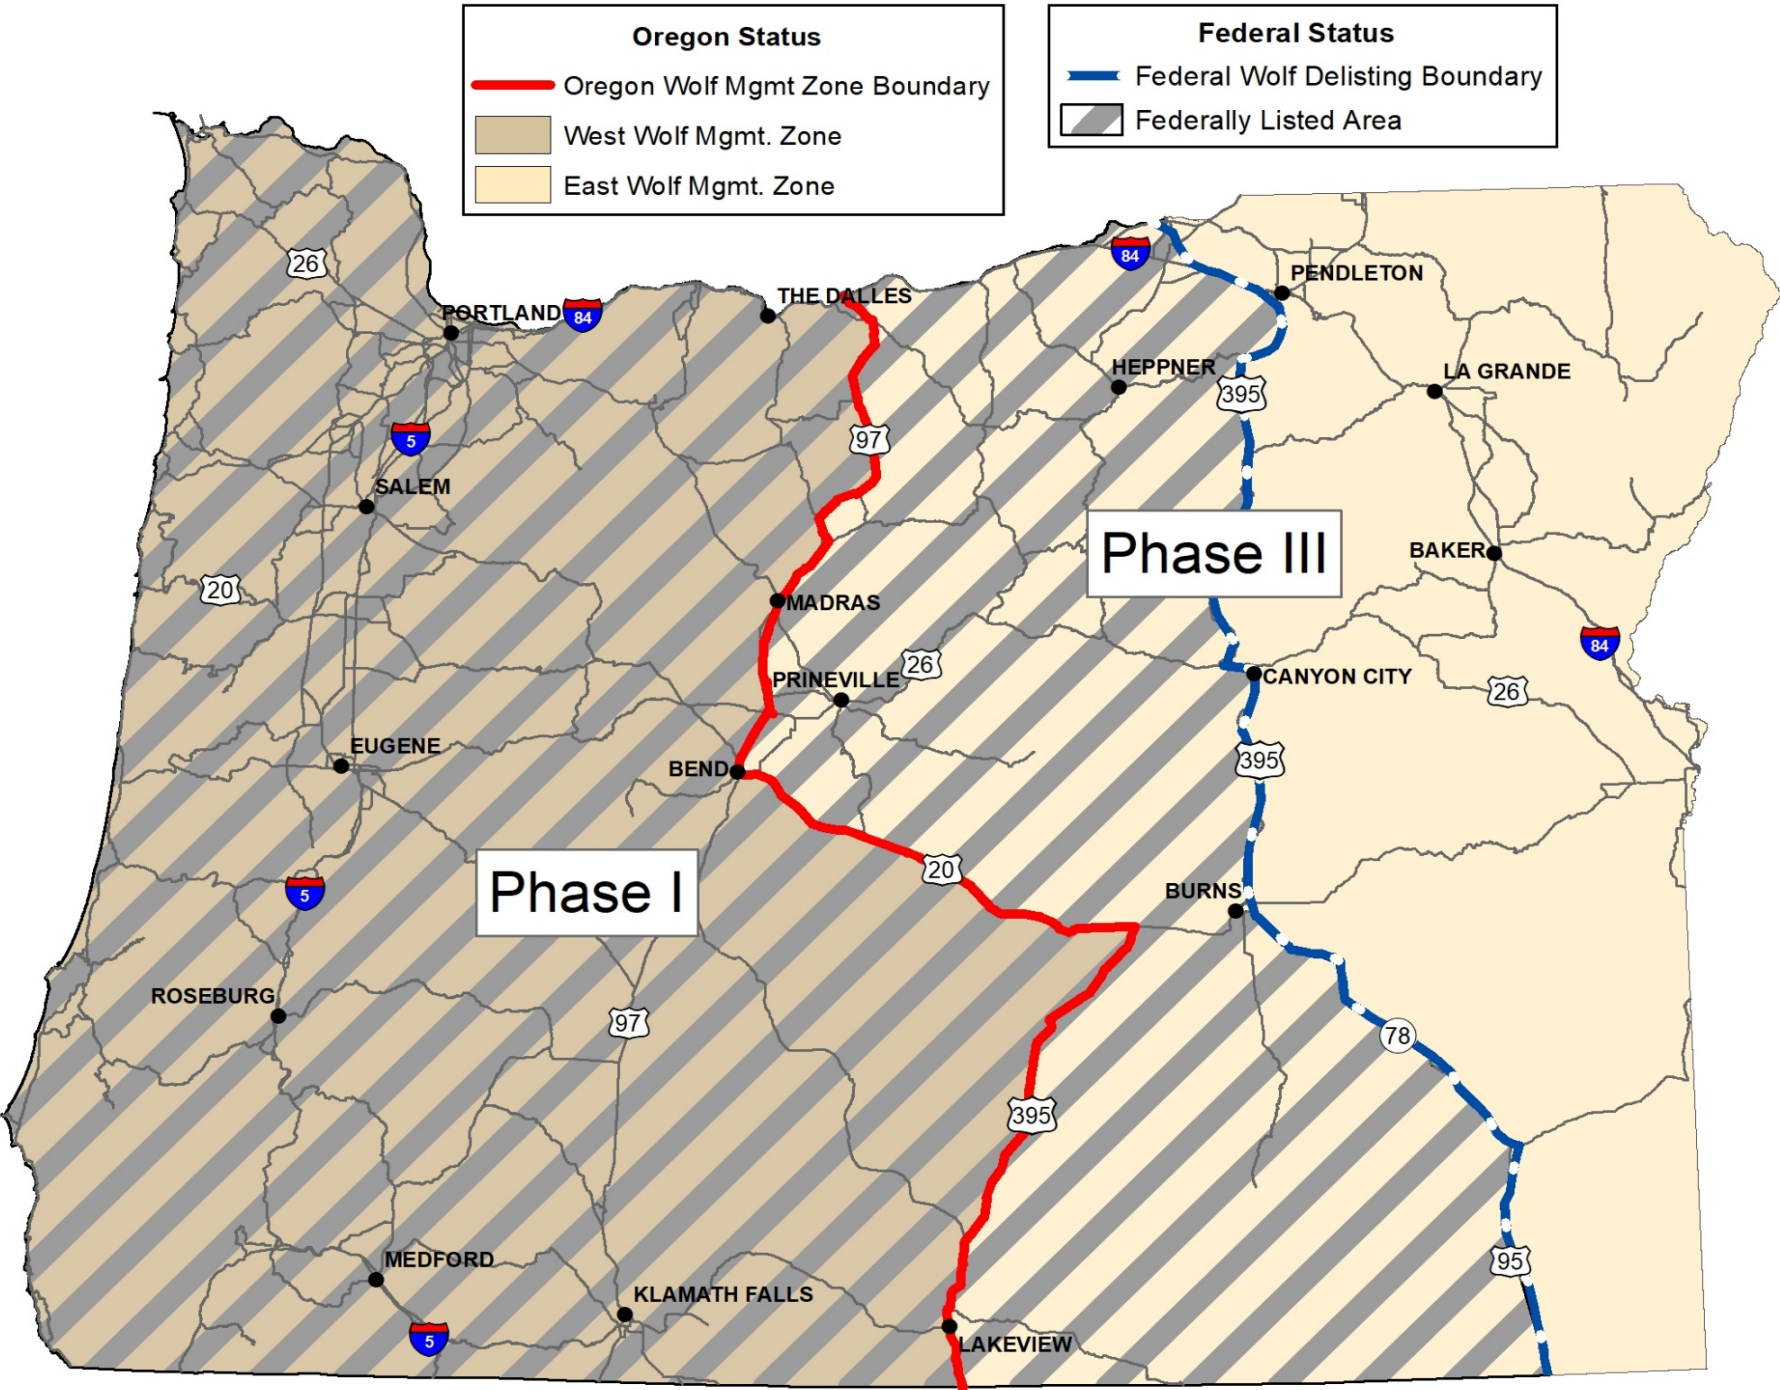 Oregon Status
Oregon Wolf Mgmt Zone Boundary
West Wolf Mgmt. Zone
East Wolf Mgmt. Zone
Federal Status
Federal Wolf Delisting Boundary
Federally Listed Area
84
26
PENDLETON
THE DALLES
PORTLAND
84
HEPPNER
LA GRANDE
395
5
97
SALEM
Phase III
BAKER
20
MADRAS
84
26
PRINEVILLE
CANYON CITY
26
EUGENE
BEND
395
20
Phase I
5
BURNS
ROSEBURG
97
78
395
MEDFORD
95
KLAMATH FALLS
5
LAKEVIEW